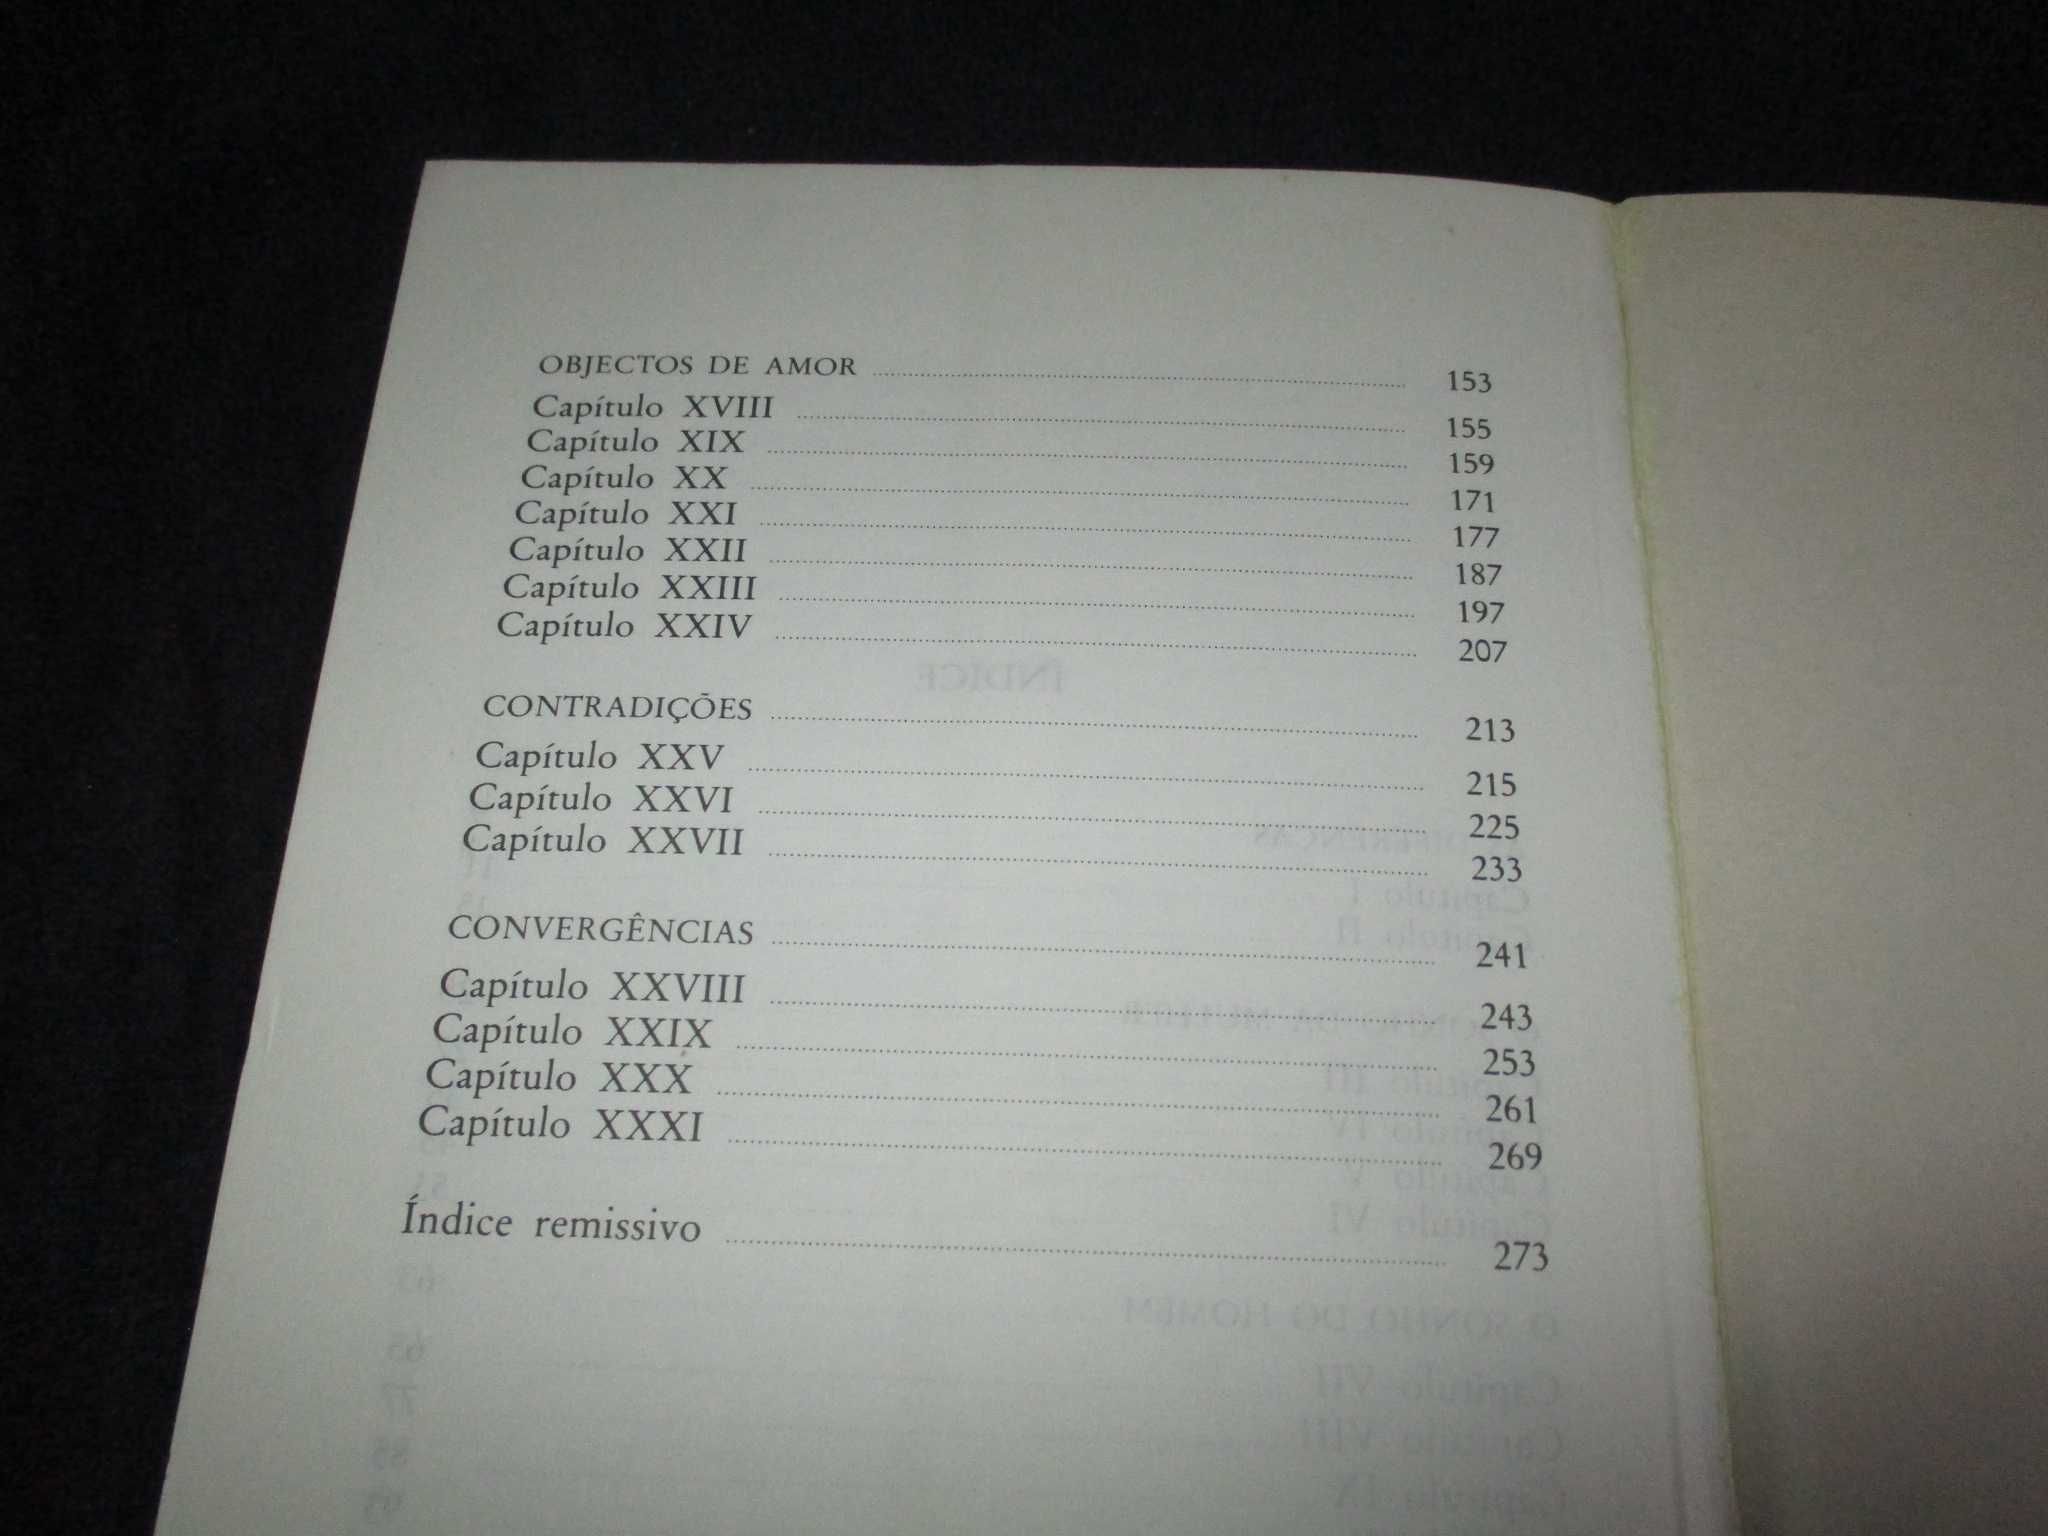 OBJECTOS DE AMOR 153
Capítulo XVIII 155
Capítulo XIX 159
Capítulo XX 171
Capítulo XXI 177
Capítulo XXII 187
Capítulo XXIII 197
Capítulo XXIV 207
CONTRADIÇÕES 213
Capítulo XXV 215
Capítulo XXVI 225
Capítulo XXVII 233
CONVERGÊNCIAS 241
Capítulo XXVIII 243
Capítulo XXIX 253
Capítulo XXX 261
Capítulo XXXI 269
Índice remissivo 273